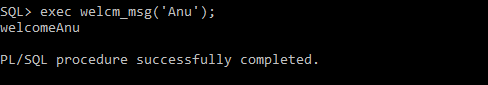 SQL> exec welcm_msg('Anu');
welcomeAnu
PL/SQL procedure successfully completed.